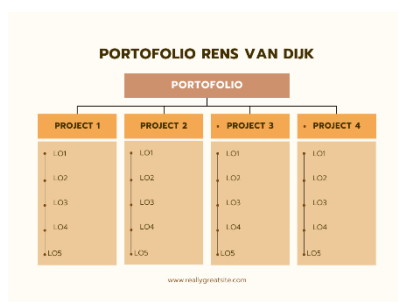 PORTOFOLIO RENS VAN DIJK
PORTOFOLIO
PROJECT 1
LO1
LO2
LO3
LO4
LO5
PROJECT 2
LO1
LO2
LO3
LO4
LO5
• PROJECT 3
LO1
LO2
LO3
LO4
LO5
• PROJECT 4
LO1
LO2
LO3
LO4
LO5
www.reallygreatsite.com